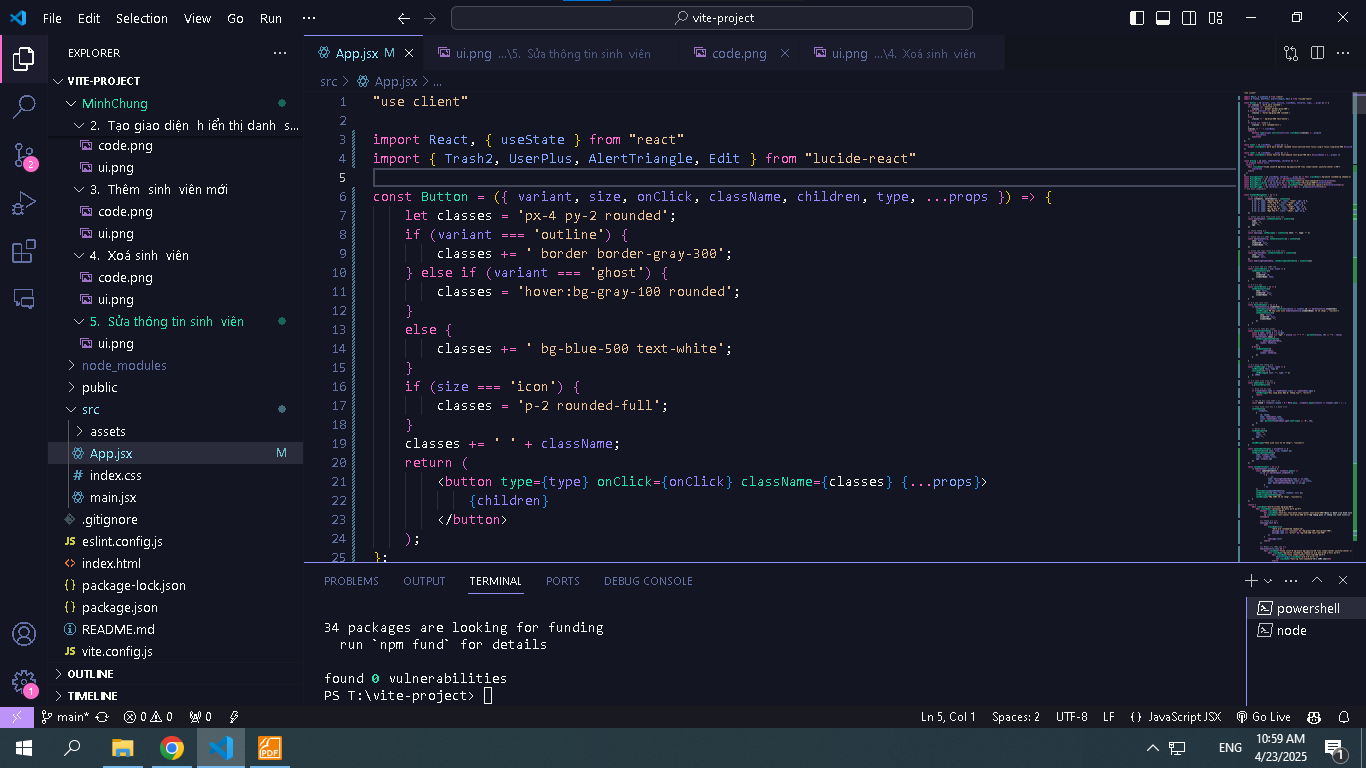 File Edit Selection View Go Run ··· vite-project
EXPLORER ···
VITE-PROJECT
MinhChung
2. Tạo giao diện hiển thị danh s...
code.png
ui.png
3. Thêm sinh viên mới
code.png
ui.png
4. Xoá sinh viên
code.png
ui.png
5. Sửa thông tin sinh viên
ui.png
node_modules
public
src
assets
App.jsx M
index.css
main.jsx
.gitignore
eslint.config.js
index.html
package-lock.json
package.json
README.md
vite.config.js
OUTLINE
TIMELINE
App.jsx M ui.png ...\5. Sửa thông tin sinh viên code.png ui.png ...\4. Xoá sinh viên
src > App.jsx > ...
1 "use client"
2
3 import React, { useState } from "react"
4 import { Trash2, UserPlus, AlertTriangle, Edit } from "lucide-react"
5
6 const Button = ({ variant, size, onClick, className, children, type, ...props }) => {
7 let classes = 'px-4 py-2 rounded';
8 if (variant === 'outline') {
9 classes += ' border border-gray-300';
10 } else if (variant === 'ghost') {
11 classes = 'hover:bg-gray-100 rounded';
12 }
13 else {
14 classes += ' bg-blue-500 text-white';
15 }
16 if (size === 'icon') {
17 classes = 'p-2 rounded-full';
18 }
19 classes += ' ' + className;
20 return (
21 <button type={type} onClick={onClick} className={classes} {...props}>
22 {children}
23 </button>
24 );
25 };
PROBLEMS OUTPUT TERMINAL PORTS DEBUG CONSOLE
34 packages are looking for funding
run `npm fund` for details
found 0 vulnerabilities
PS T:\vite-project>
powershell
node
2
1
main* 0 0 0 Ln 5, Col 1 Spaces: 2 UTF-8 LF {} JavaScript JSX Go Live
PDF
ENG
10:59 AM
4/23/2025
1